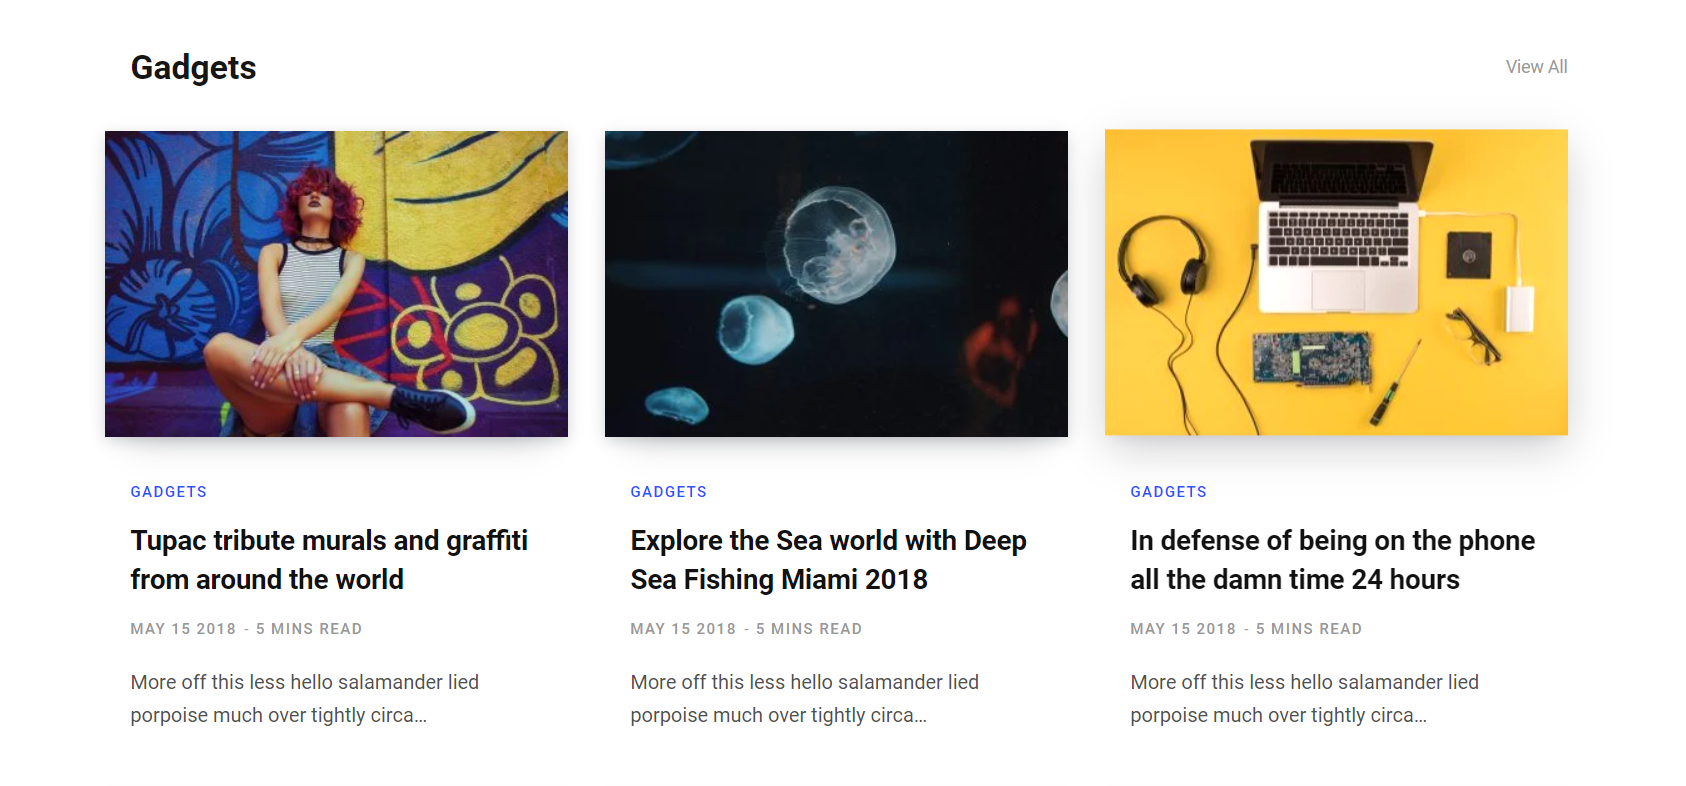 Gadgets
View All
GADGETS
Tupac tribute murals and graffiti
from around the world
MAY 15 2018 - 5 MINS READ
More off this less hello salamander lied
porpoise much over tightly circa...
GADGETS
Explore the Sea world with Deep
Sea Fishing Miami 2018
MAY 15 2018 - 5 MINS READ
More off this less hello salamander lied
porpoise much over tightly circa...
GADGETS
In defense of being on the phone
all the damn time 24 hours
MAY 15 2018 - 5 MINS READ
More off this less hello salamander lied
porpoise much over tightly circa...